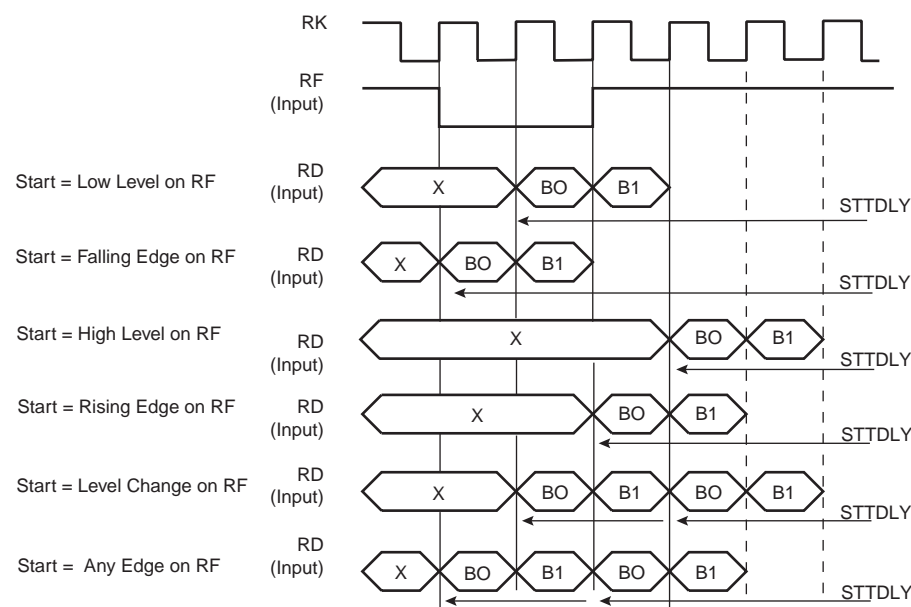 RK
RF
(Input)
Start = Low Level on RF
RD
(Input)
X
BO
B1
STTDLY
Start = Falling Edge on RF
RD
(Input)
X
BO
B1
STTDLY
Start = High Level on RF
RD
(Input)
X
BO
B1
STTDLY
Start = Rising Edge on RF
RD
(Input)
X
BO
B1
STTDLY
Start = Level Change on RF
RD
(Input)
X
BO
B1
BO
B1
STTDLY
Start = Any Edge on RF
RD
(Input)
X
BO
B1
BO
B1
STTDLY